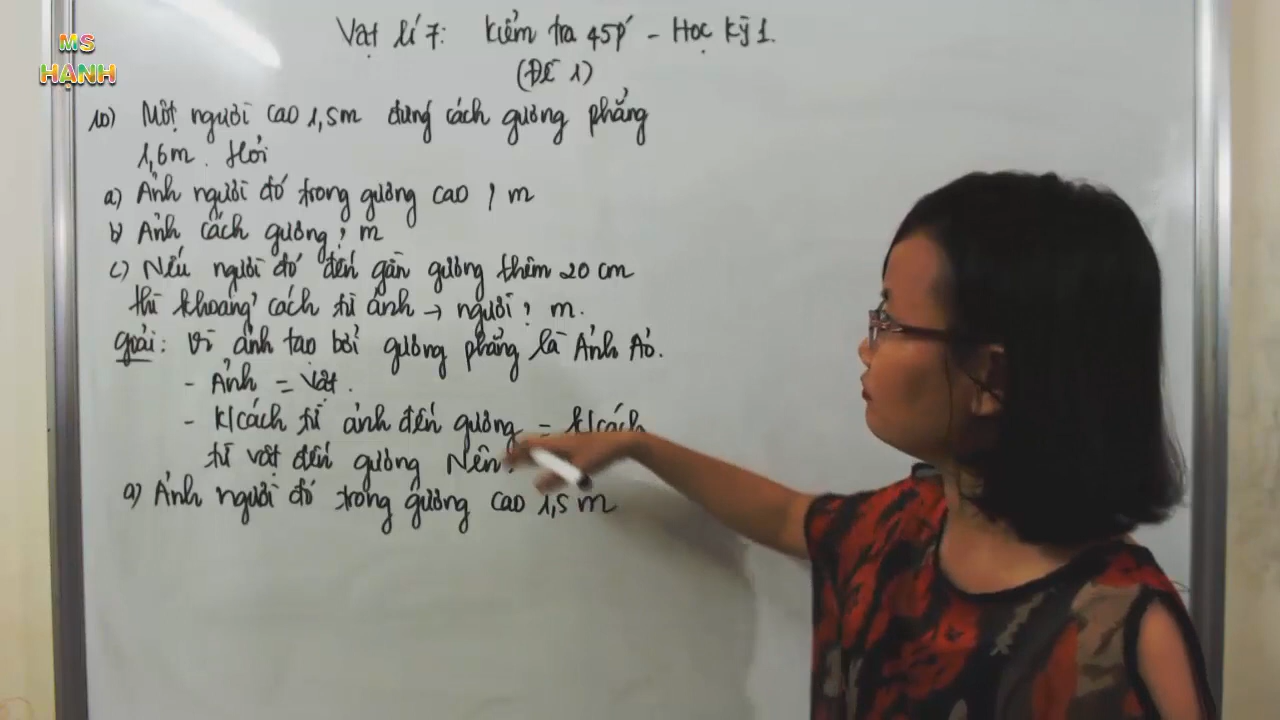 MS
HẠNH
Vật lí 7: Kiểm tra 45p' - Học Kỳ 1.
(ĐỀ 1)
10) Một người cao 1,5m đứng cách gương phẳng
1,6m. Hỏi
a) Ảnh người đó trong gương cao ? m
b) Ảnh cách gương ? m
c) Nếu người đó đến gần gương thêm 20 cm
thì khoảng cách từ ảnh → người ? m.
Giải: Vì ảnh tạo bởi gương phẳng là Ảnh Ảo.
- Ảnh = Vật.
- K/cách từ ảnh đến gương = K/cách
từ vật đến gương Nên:
a) Ảnh người đó trong gương cao 1,5 m